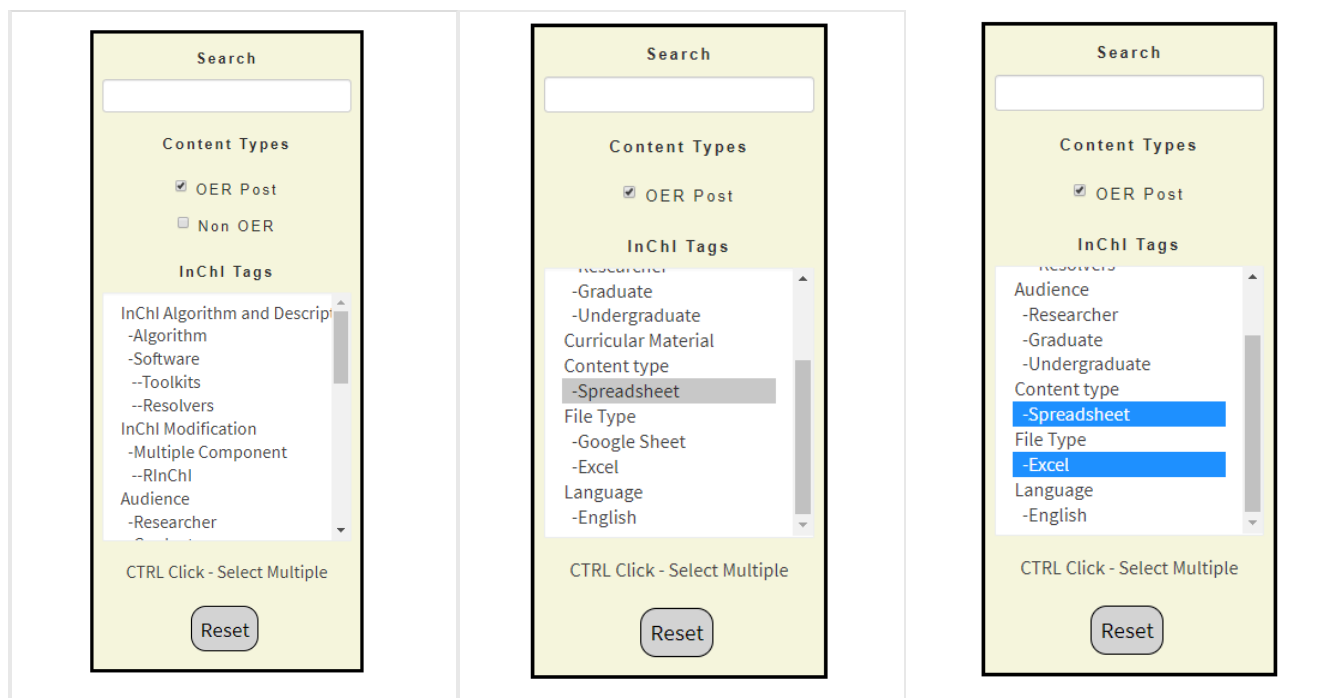 Search
Content Types
OER Post
Non OER
InChI Tags
InChI Algorithm and Descript
-Algorithm
-Software
--Toolkits
--Resolvers
InChI Modification
-Multiple Component
--RInChI
Audience
-Researcher
CTRL Click - Select Multiple
Reset
Search
Content Types
OER Post
InChI Tags
-Researcher
-Graduate
-Undergraduate
Curricular Material
Content type
-Spreadsheet
File Type
-Google Sheet
-Excel
Language
-English
CTRL Click - Select Multiple
Reset
Search
Content Types
OER Post
InChI Tags
--Resolvers
Audience
-Researcher
-Graduate
-Undergraduate
Content type
-Spreadsheet
File Type
-Excel
Language
-English
CTRL Click - Select Multiple
Reset